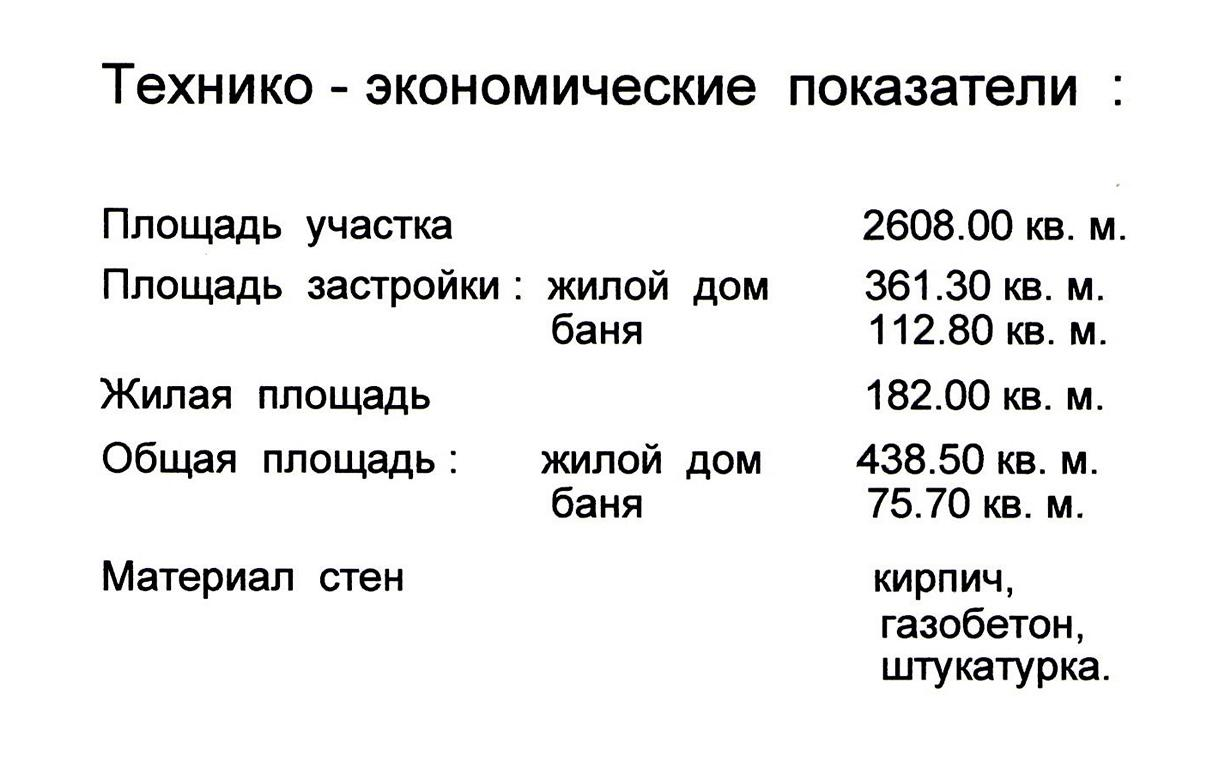 Технико - экономические показатели :
Площадь участка 2608.00 кв. м.
Площадь застройки : жилой дом 361.30 кв. м.
баня 112.80 кв. м.
Жилая площадь 182.00 кв. м.
Общая площадь : жилой дом 438.50 кв. м.
баня 75.70 кв. м.
Материал стен кирпич,
газобетон,
штукатурка.